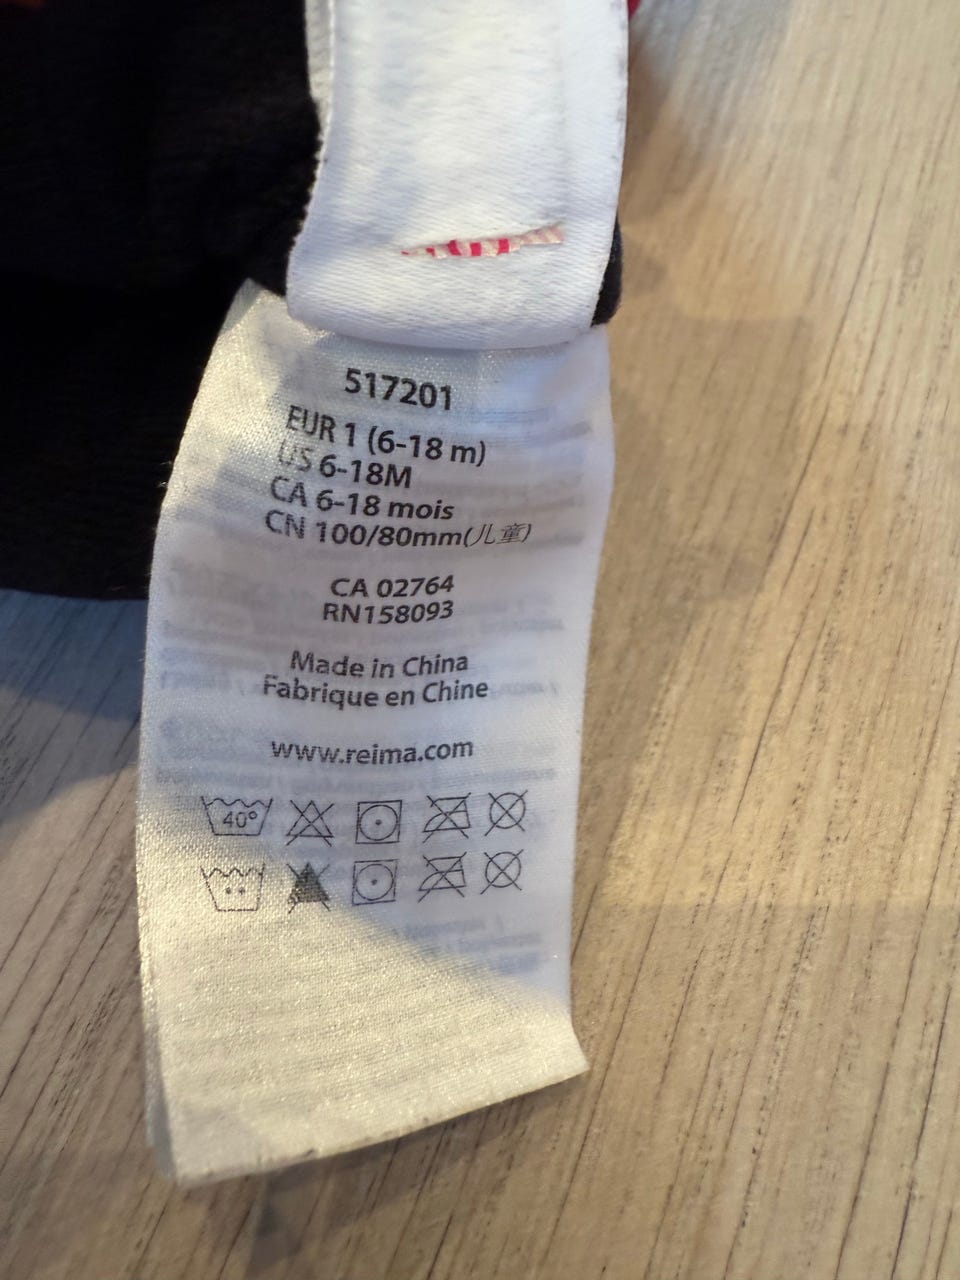 517201
EUR 1 (6-18 m)
US 6-18M
CA 6-18 mois
CN 100/80mm(儿童)
CA 02764
RN158093
Made in China
Fabrique en Chine
www.reima.com
40°